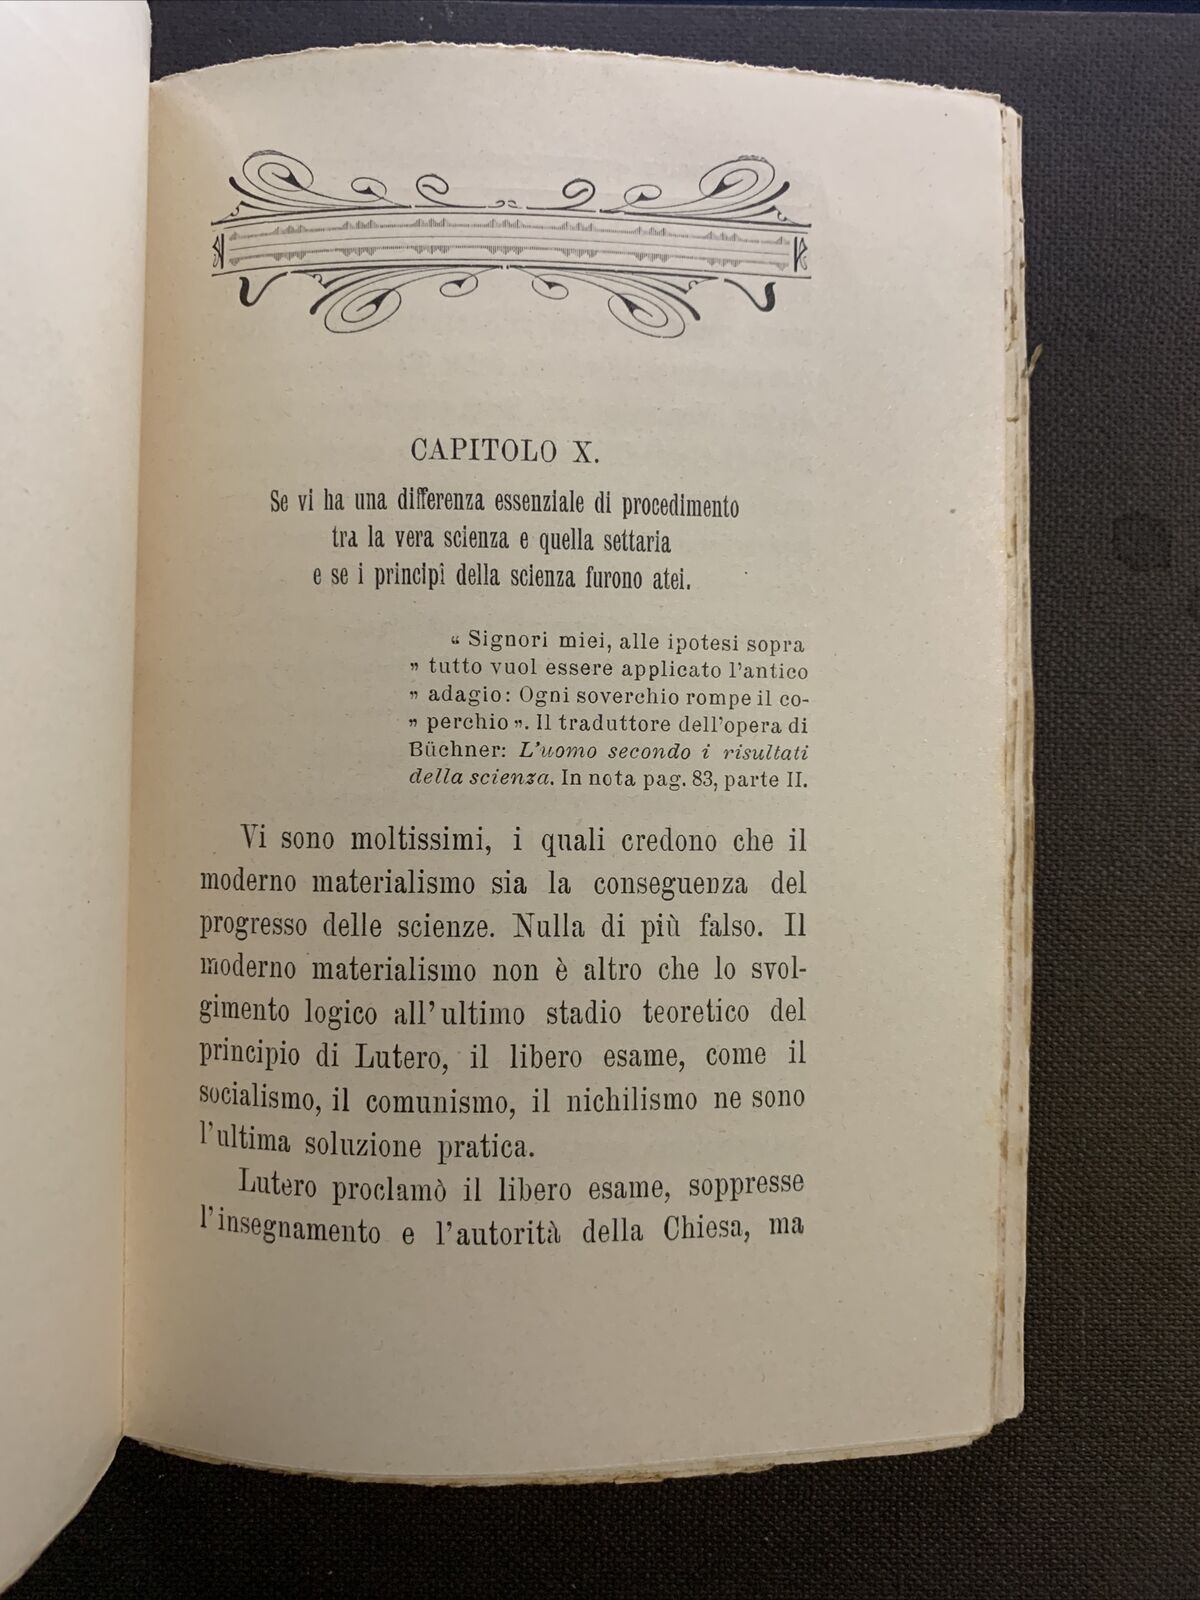 CAPITOLO X.
Se vi ha una differenza essenziale di procedimento
tra la vera scienza e quella settaria
e se i principî della scienza furono atei.
“ Signori miei, alle ipotesi sopra
” tutto vuol essere applicato l'antico
” adagio: Ogni soverchio rompe il co-
” perchio ”. Il traduttore dell'opera di
Büchner: L'uomo secondo i risultati
della scienza. In nota pag. 83, parte II.
Vi sono moltissimi, i quali credono che il
moderno materialismo sia la conseguenza del
progresso delle scienze. Nulla di più falso. Il
moderno materialismo non è altro che lo svol-
gimento logico all'ultimo stadio teoretico del
principio di Lutero, il libero esame, come il
socialismo, il comunismo, il nichilismo ne sono
l'ultima soluzione pratica.
Lutero proclamò il libero esame, soppresse
l'insegnamento e l'autorità della Chiesa, ma